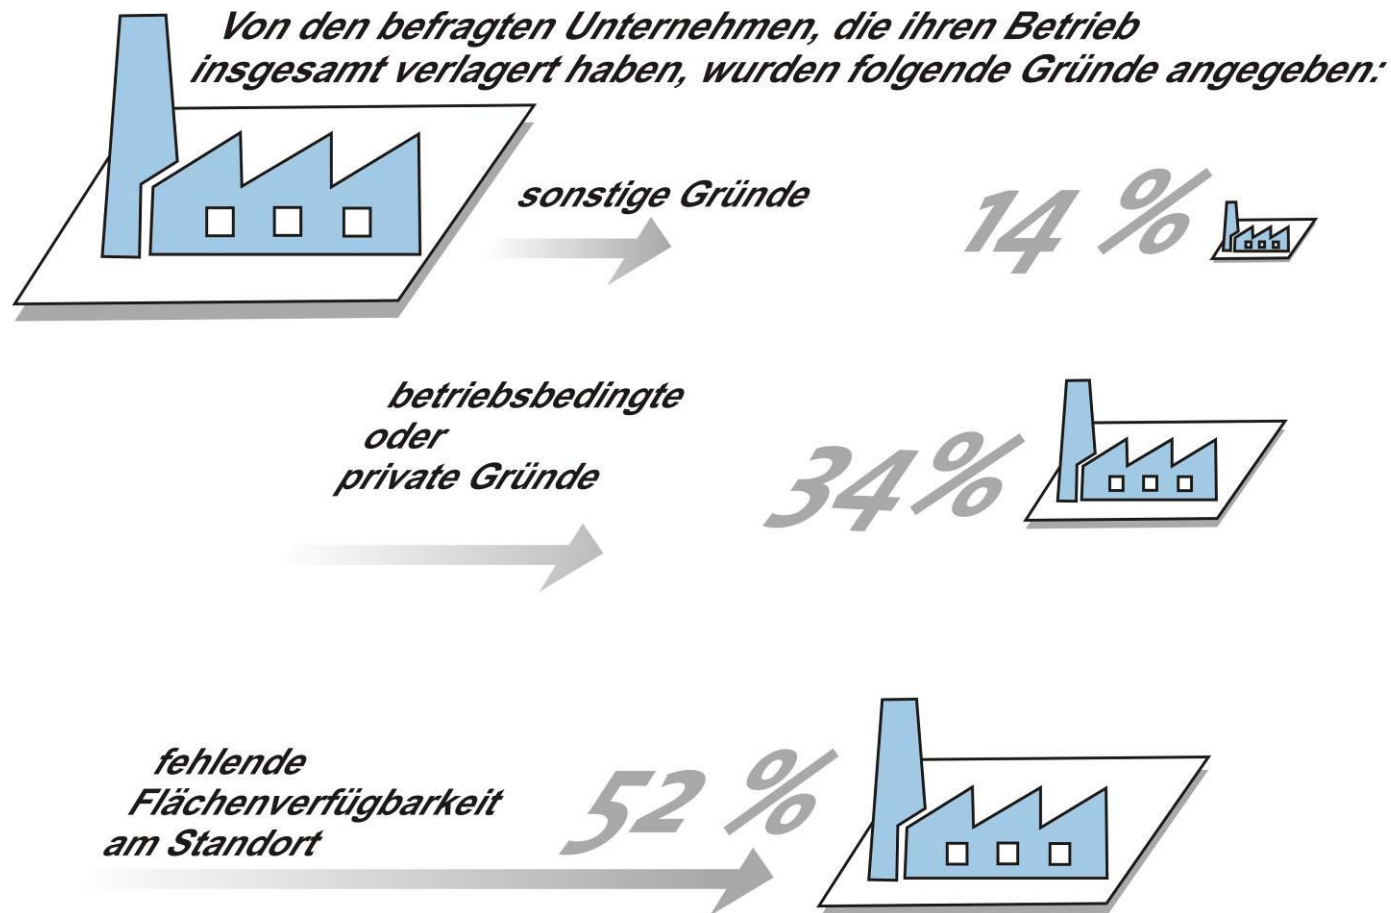 Von den befragten Unternehmen, die ihren Betrieb
insgesamt verlagert haben, wurden folgende Gründe angegeben:
sonstige Gründe
14 %
betriebsbedingte
oder
private Gründe
34%
fehlende
Flächenverfügbarkeit
am Standort
52 %